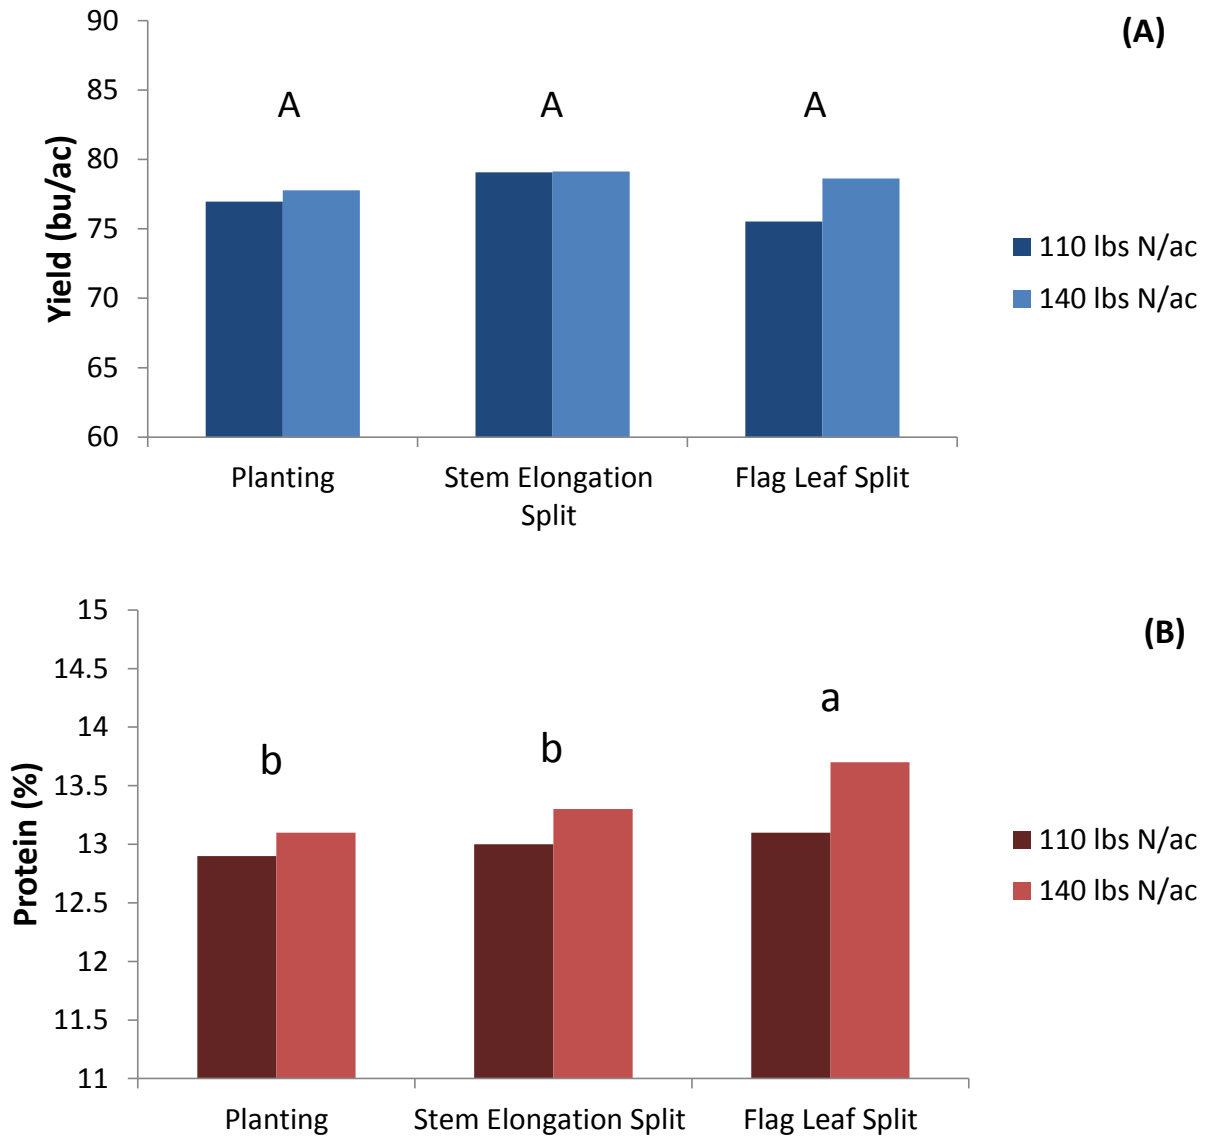 (A)
Yield (bu/ac)
90
85
80
75
70
65
60
A
A
A
Planting
Stem Elongation
Split
Flag Leaf Split
110 lbs N/ac
140 lbs N/ac
(B)
Protein (%)
15
14.5
14
13.5
13
12.5
12
11.5
11
b
b
a
Planting
Stem Elongation Split
Flag Leaf Split
110 lbs N/ac
140 lbs N/ac